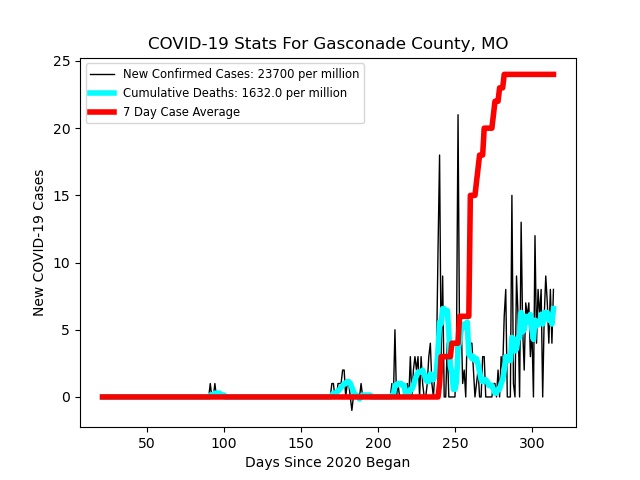 COVID-19 Stats For Gasconade County, MO
New Confirmed Cases: 23700 per million
Cumulative Deaths: 1632.0 per million
7 Day Case Average
New COVID-19 Cases
25
20
15
10
5
0
50 100 150 200 250 300
Days Since 2020 Began